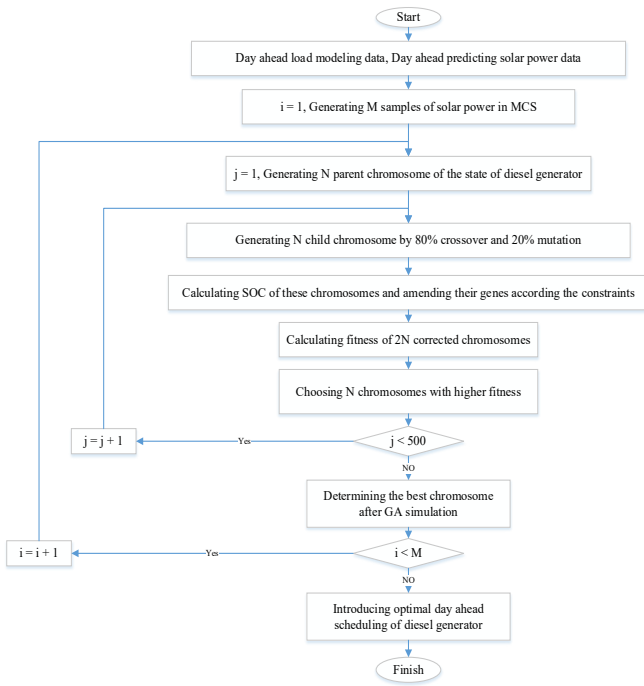 Start
Day ahead load modeling data, Day ahead predicting solar power data
i = 1, Generating M samples of solar power in MCS
j = 1, Generating N parent chromosome of the state of diesel generator
Generating N child chromosome by 80% crossover and 20% mutation
Calculating SOC of these chromosomes and amending their genes according the constraints
Calculating fitness of 2N corrected chromosomes
Choosing N chromosomes with higher fitness
j = j + 1
Yes
j < 500
NO
Determining the best chromosome
after GA simulation
i = i + 1
Yes
i < M
NO
Introducing optimal day ahead
scheduling of diesel generator
Finish